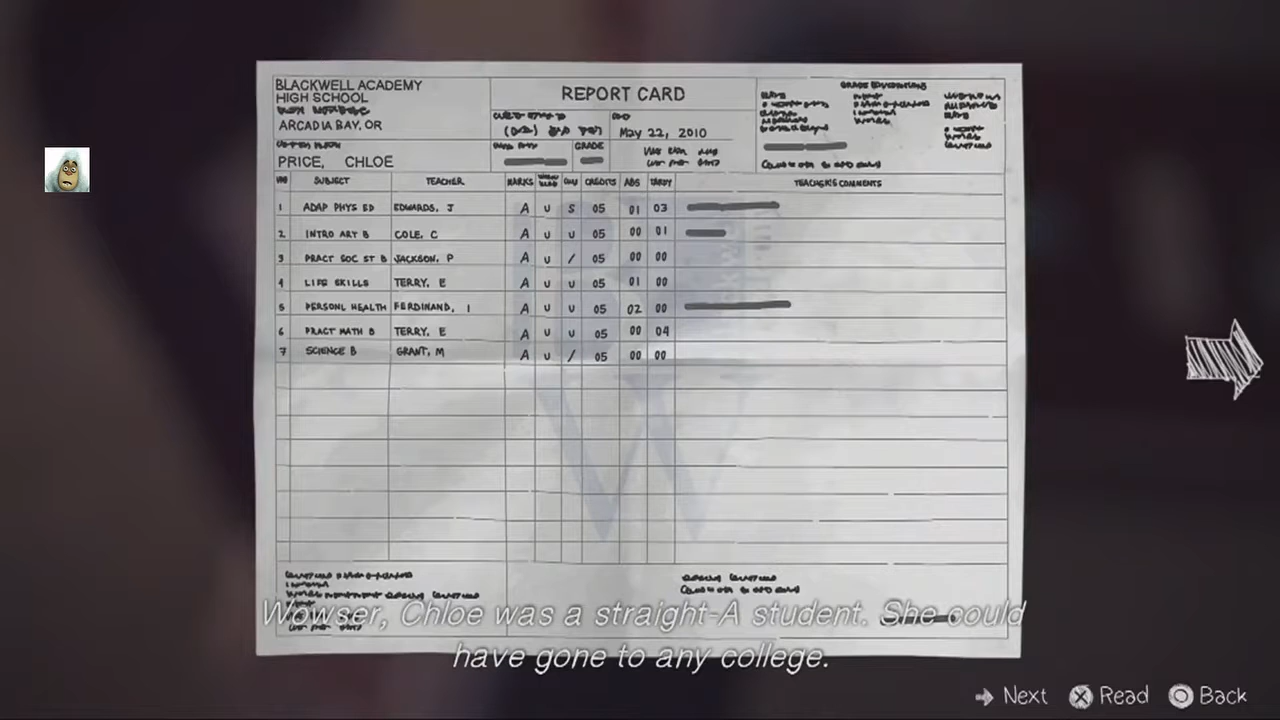 BLACKWELL ACADEMY
HIGH SCHOOL
ARCADIA BAY, OR
REPORT CARD
May 22, 2010
PRICE, CHLOE
GRADE
SUBJECT TEACHER MARKS CREDITS ABS TARDY TEACHER'S COMMENTS
1 ADAP PHYS ED EDWARDS, J A U S 05 01 03
2 INTRO ART B COLE, C A U U 05 00 01
3 PRACT SOC ST B JACKSON, P A U / 05 00 00
4 LIFE SKILLS TERRY, E A U U 05 01 00
5 PERSONL HEALTH FERDINAND, I A U U 05 02 00
6 PRACT MATH B TERRY, E A U U 05 00 04
7 SCIENCE B GRANT, M A U / 05 00 00
Wowser, Chloe was a straight-A student. She could
have gone to any college.
Next Read Back